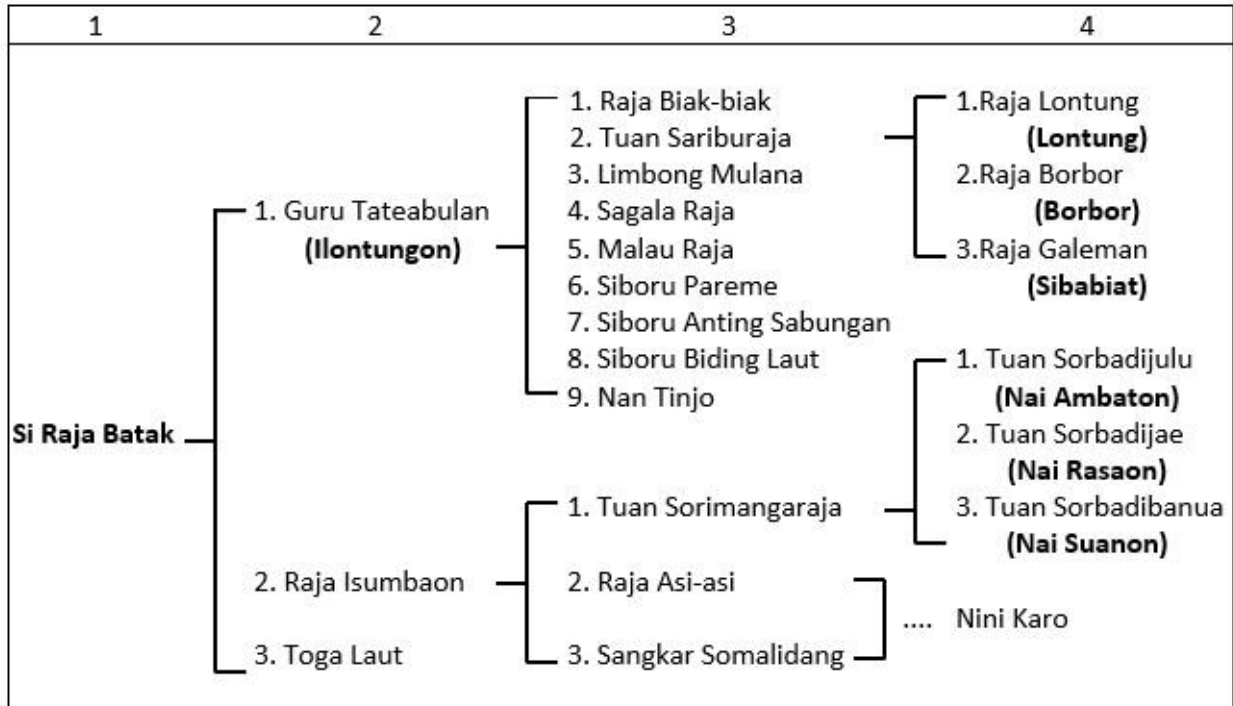 1 2 3 4
1. Raja Biak-biak
2. Tuan Sariburaja
3. Limbong Mulana
4. Sagala Raja
5. Malau Raja
6. Siboru Pareme
7. Siboru Anting Sabungan
8. Siboru Biding Laut
9. Nan Tinjo
1.Raja Lontung
(Lontung)
2.Raja Borbor
(Borbor)
3.Raja Galeman
(Sibabiat)
1. Guru Tateabulan
(Ilontungon)
1. Tuan Sorbadijulu
(Nai Ambaton)
2. Tuan Sorbadijae
(Nai Rasaon)
3. Tuan Sorbadibanua
(Nai Suanon)
Si Raja Batak
1. Tuan Sorimangaraja
2. Raja Isumbaon
2. Raja Asi-asi
.... Nini Karo
3. Toga Laut
3. Sangkar Somalidang